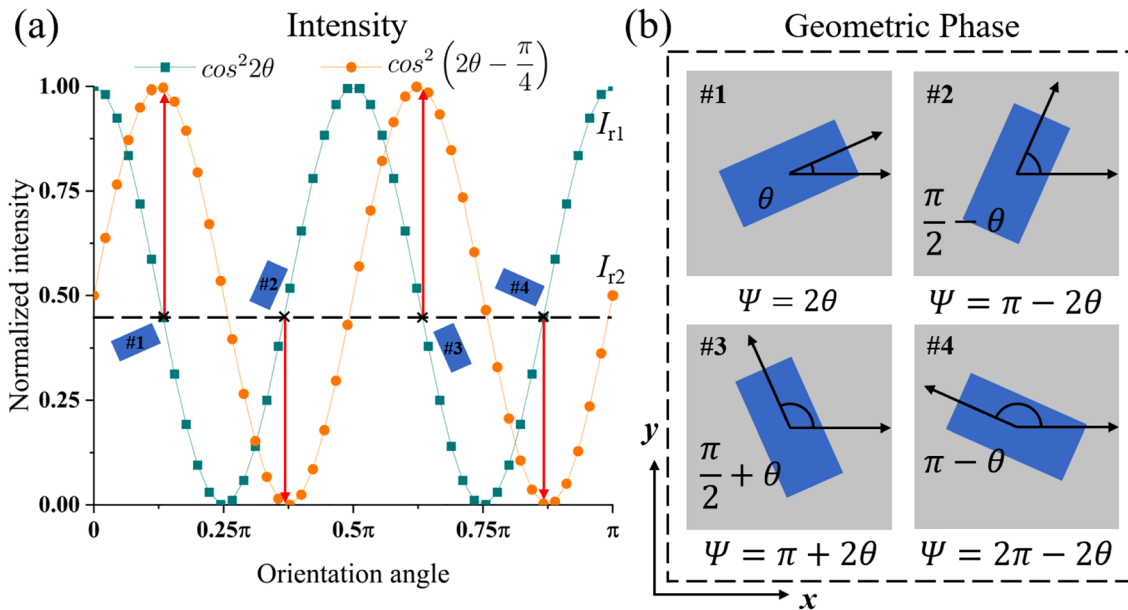 (a) Intensity
cos²2θ
cos²(2θ − π/4)
Normalized intensity
1.00
0.75
0.50
0.25
0.00
I_r1
I_r2
#1
#2
#3
#4
0 0.25π 0.5π 0.75π π
Orientation angle
(b) Geometric Phase
#1
θ
Ψ = 2θ
#2
π/2 − θ
Ψ = π − 2θ
#3
π/2 + θ
Ψ = π + 2θ
#4
π − θ
Ψ = 2π − 2θ
y
x